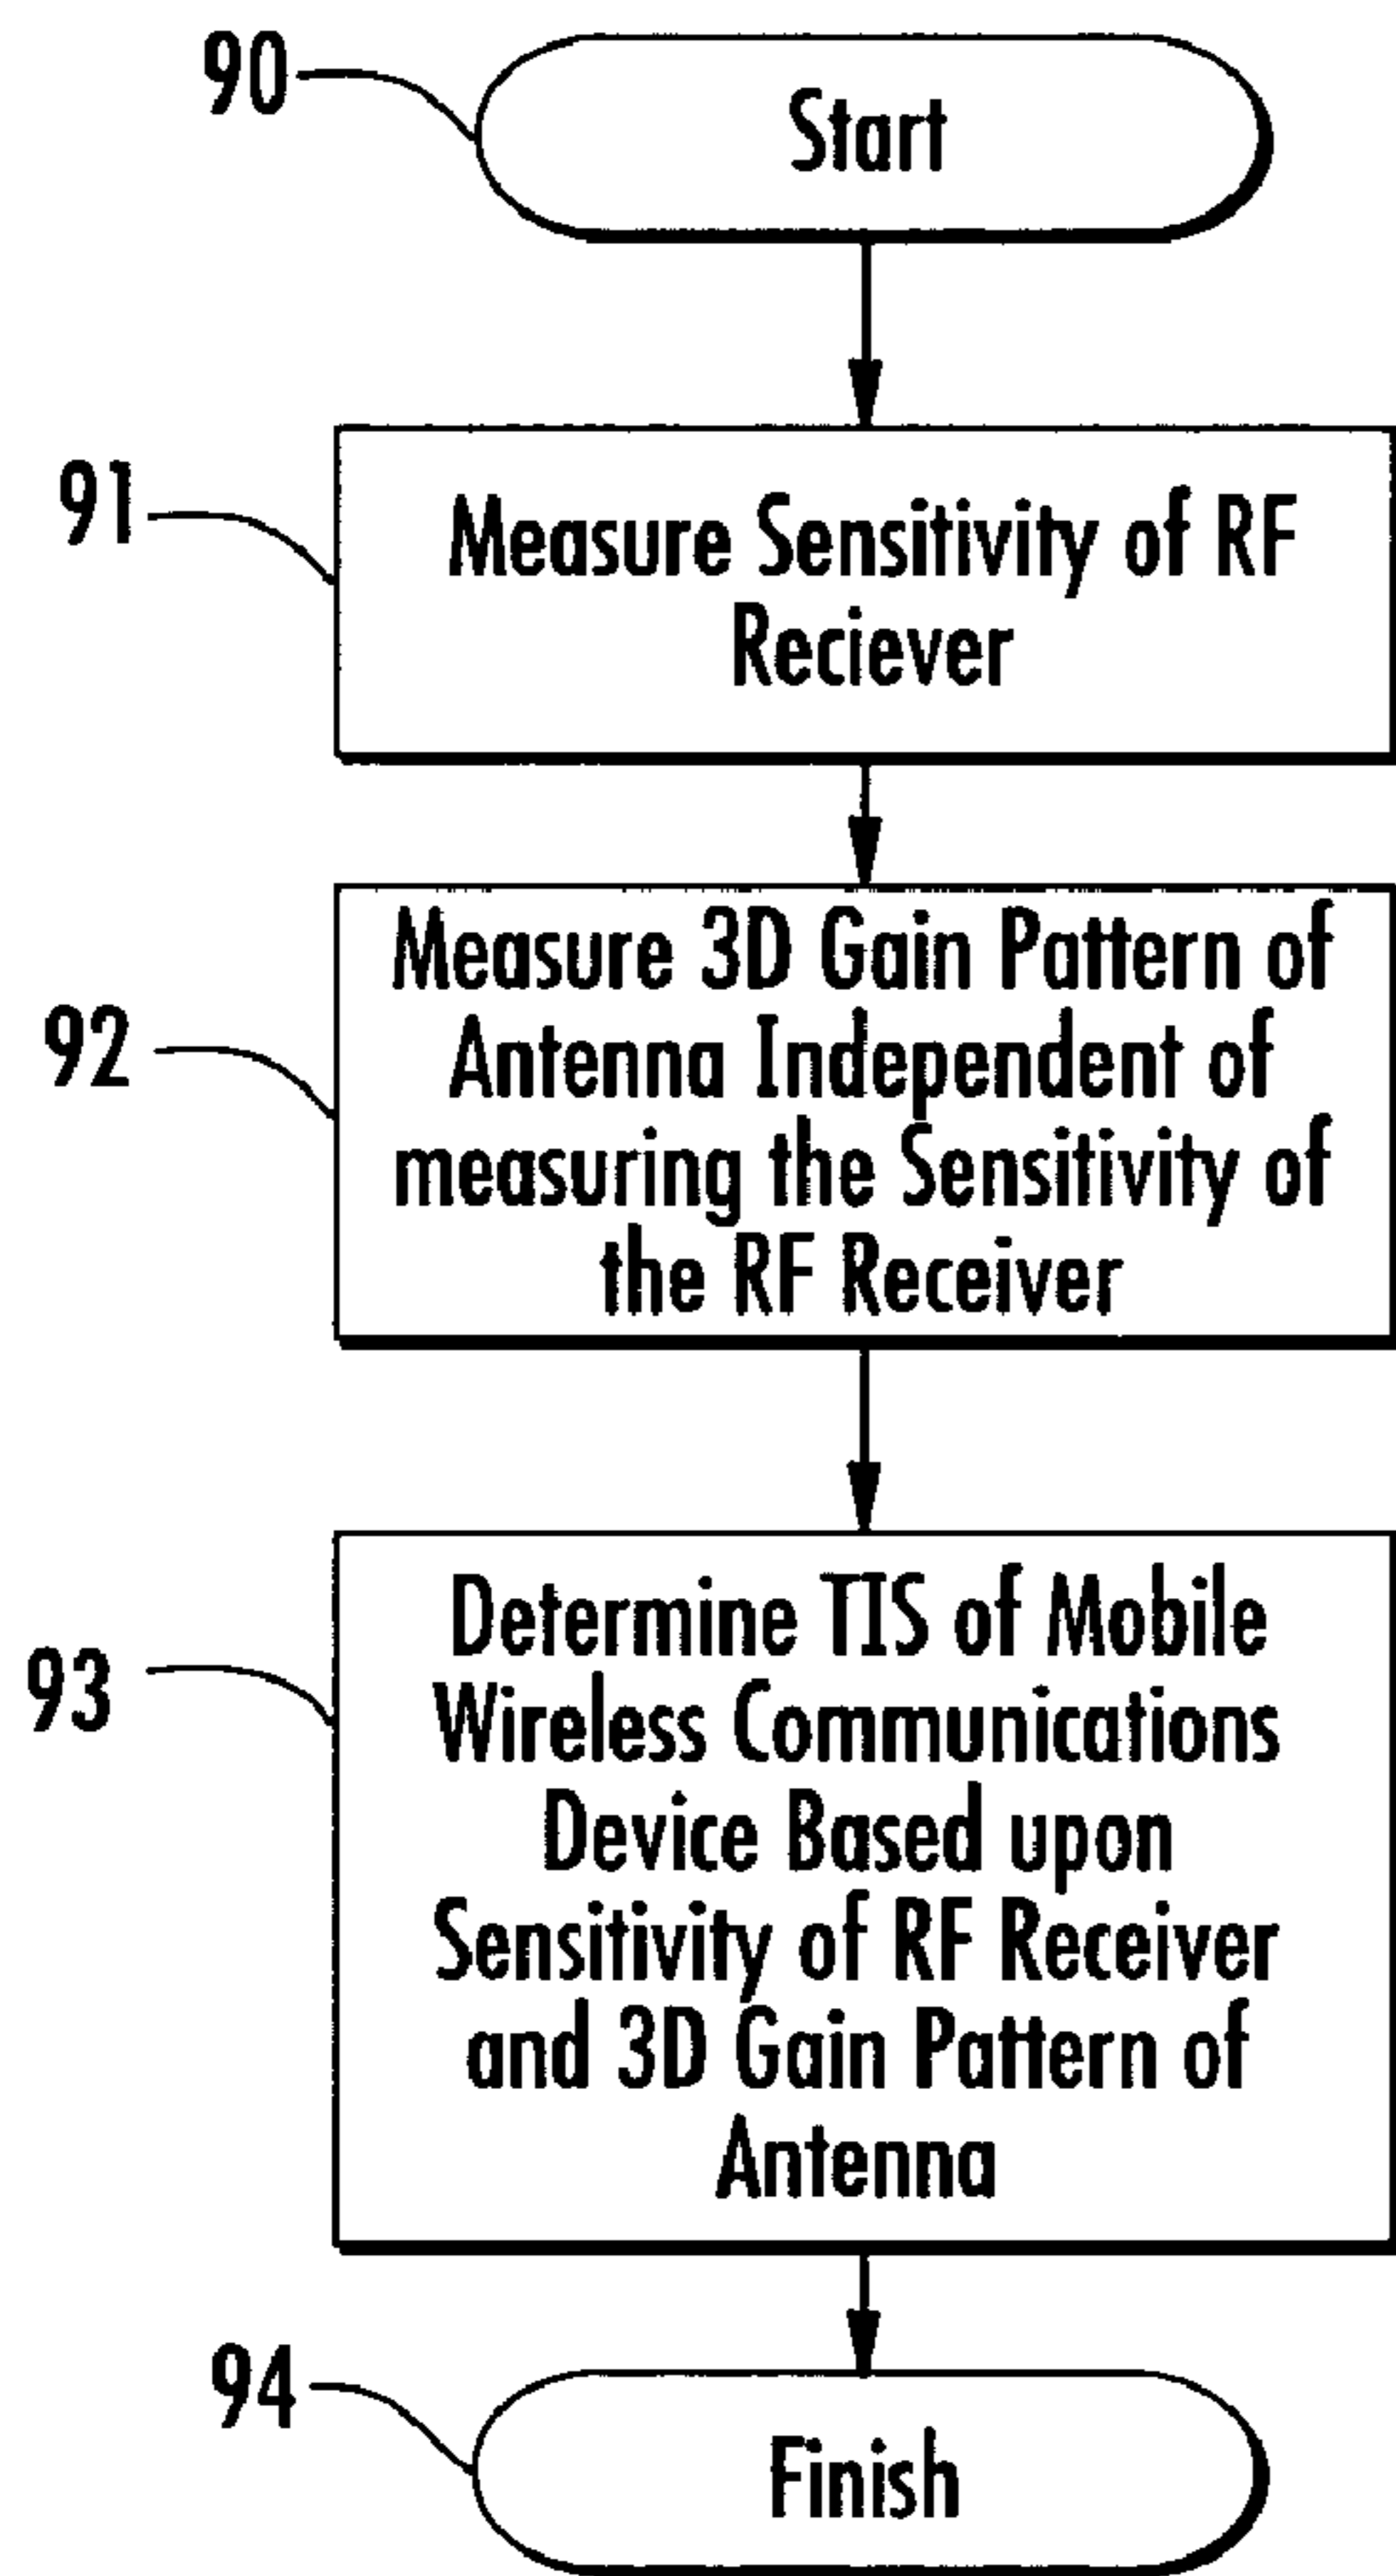 90
Start
91
Measure Sensitivity of RF
Reciever
92
Measure 3D Gain Pattern of
Antenna Independent of
measuring the Sensitivity of
the RF Receiver
93
Determine TIS of Mobile
Wireless Communications
Device Based upon
Sensitivity of RF Receiver
and 3D Gain Pattern of
Antenna
94
Finish